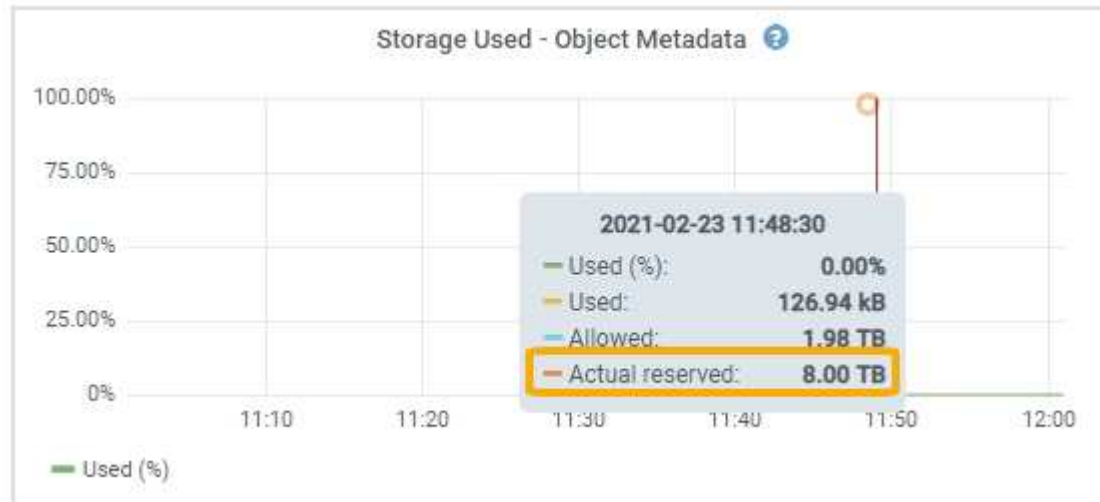 Storage Used - Object Metadata
100.00%
75.00%
50.00%
25.00%
0%
2021-02-23 11:48:30
Used (%): 0.00%
Used: 126.94 kB
Allowed: 1.98 TB
Actual reserved: 8.00 TB
11:10 11:20 11:30 11:40 11:50 12:00
Used (%)